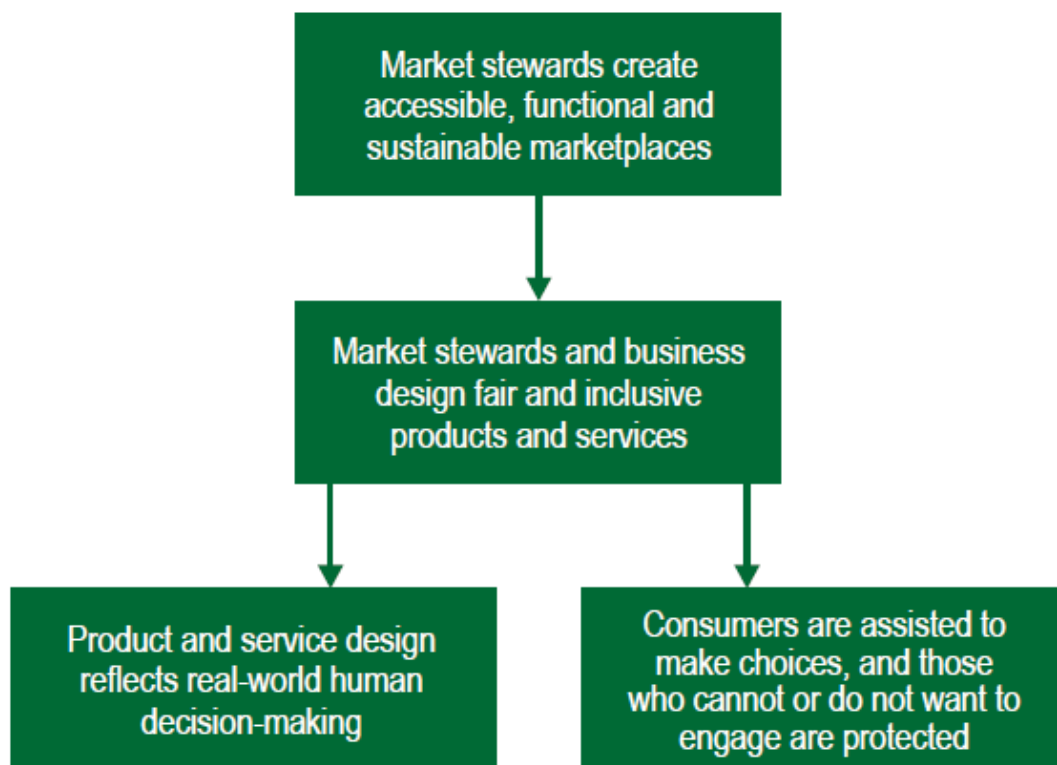 Market stewards create
accessible, functional and
sustainable marketplaces
Market stewards and business
design fair and inclusive
products and services
Product and service design
reflects real-world human
decision-making
Consumers are assisted to
make choices, and those
who cannot or do not want to
engage are protected